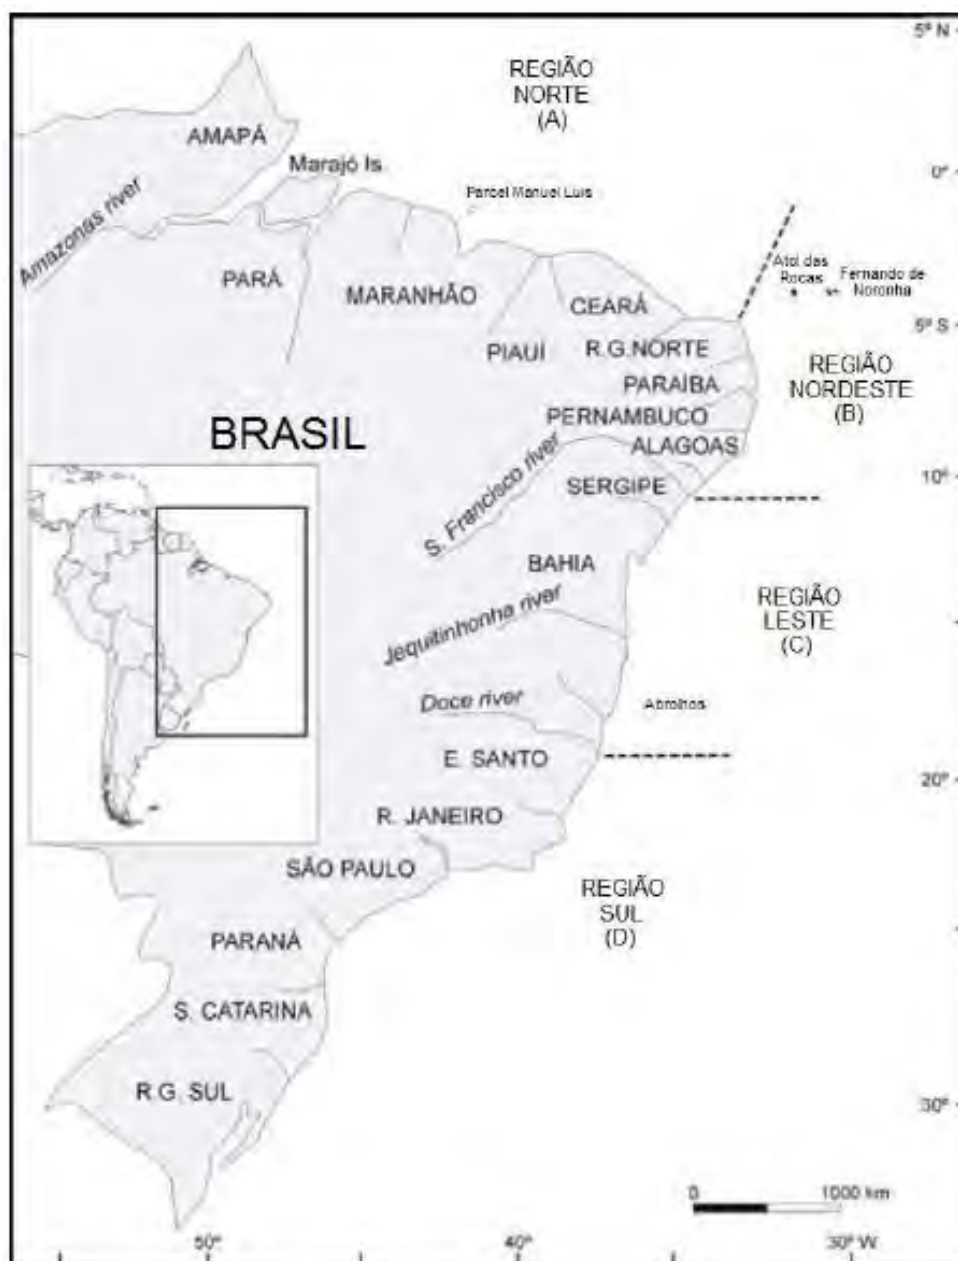 5º N
REGIÃO
NORTE
(A)
AMAPÁ
Marajó Is.
0º
Parcel Manuel Luis
Amazonas river
Atol das
Rocas
Fernando de
Noronha
PARÁ
MARANHÃO
CEARÁ
5º S
PIAUÍ
R.G.NORTE
REGIÃO
NORDESTE
(B)
PARAÍBA
PERNAMBUCO
BRASIL
ALAGOAS
S. Francisco river
SERGIPE
10º
BAHIA
REGIÃO
LESTE
(C)
Jequitinhonha river
Doce river
Abrolhos
E. SANTO
20º
R. JANEIRO
SÃO PAULO
REGIÃO
SUL
(D)
PARANÁ
S. CATARINA
R.G. SUL
30º
0 1000 km
50º 40º 30º W